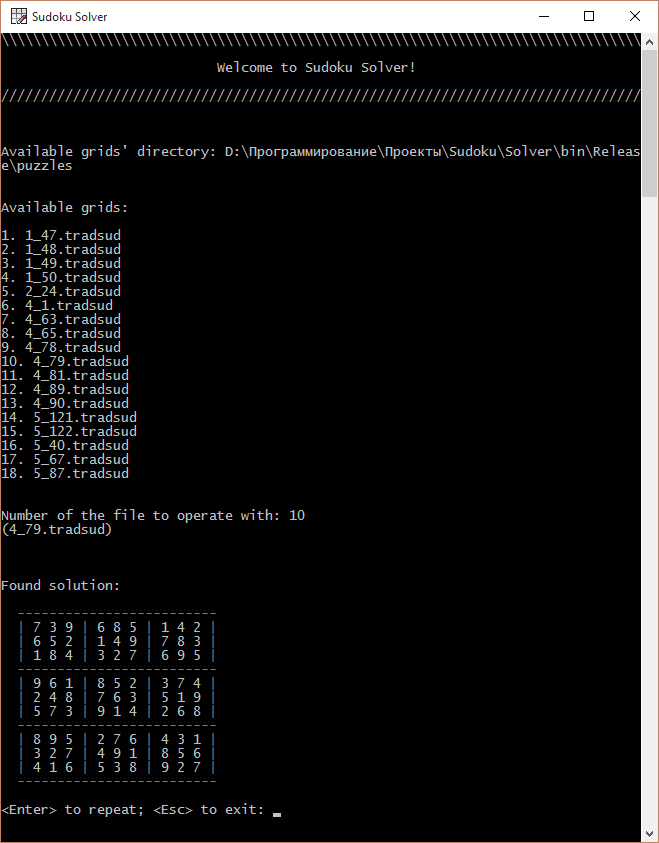 Sudoku Solver
\\\\\\\\\\\\\\\\\\\\\\\\\\\\\\\\\\\\\\\\\\\\\\\\\\\\\\\\\\\\\\\\\\\\\\\\\\\\\\\\
Welcome to Sudoku Solver!
////////////////////////////////////////////////////////////////////////////////
Available grids' directory: D:\Программирование\Проекты\Sudoku\Solver\bin\Releas
e\puzzles
Available grids:
1. 1_47.tradsud
2. 1_48.tradsud
3. 1_49.tradsud
4. 1_50.tradsud
5. 2_24.tradsud
6. 4_1.tradsud
7. 4_63.tradsud
8. 4_65.tradsud
9. 4_78.tradsud
10. 4_79.tradsud
11. 4_81.tradsud
12. 4_89.tradsud
13. 4_90.tradsud
14. 5_121.tradsud
15. 5_122.tradsud
16. 5_40.tradsud
17. 5_67.tradsud
18. 5_87.tradsud
Number of the file to operate with: 10
(4_79.tradsud)
Found solution:
-------------------------
| 7 3 9 | 6 8 5 | 1 4 2 |
| 6 5 2 | 1 4 9 | 7 8 3 |
| 1 8 4 | 3 2 7 | 6 9 5 |
-------------------------
| 9 6 1 | 8 5 2 | 3 7 4 |
| 2 4 8 | 7 6 3 | 5 1 9 |
| 5 7 3 | 9 1 4 | 2 6 8 |
-------------------------
| 8 9 5 | 2 7 6 | 4 3 1 |
| 3 2 7 | 4 9 1 | 8 5 6 |
| 4 1 6 | 5 3 8 | 9 2 7 |
-------------------------
<Enter> to repeat; <Esc> to exit: _